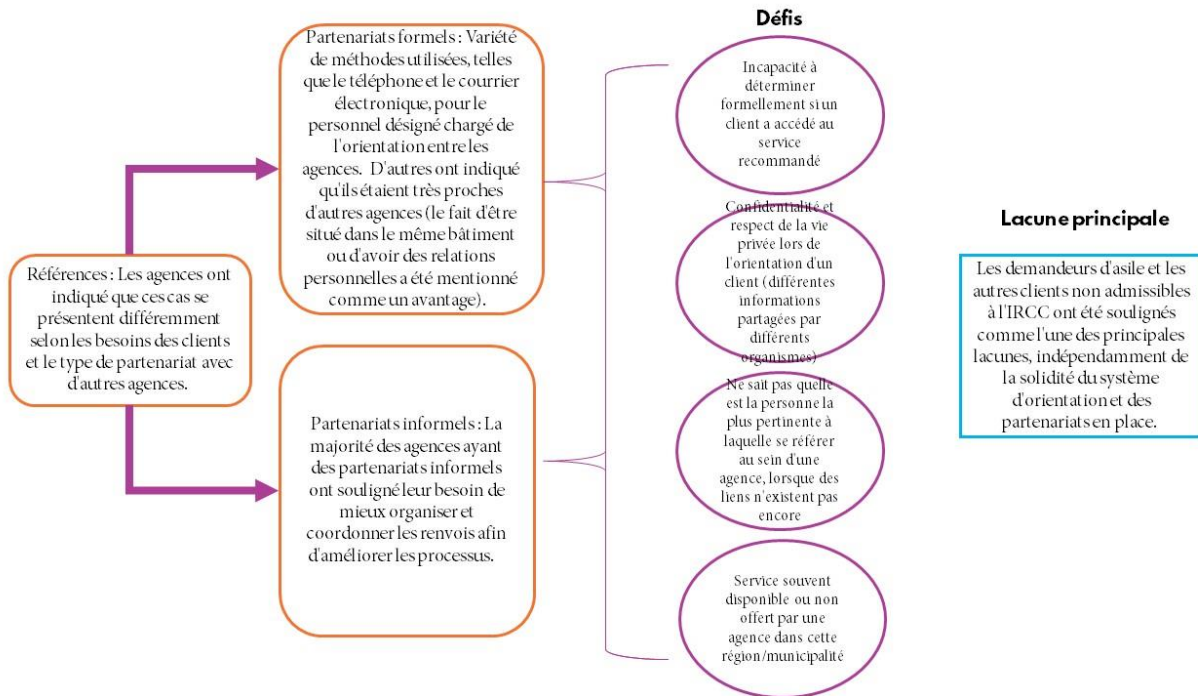 Références : Les agences ont
indiqué que ces cas se
présentent différemment
selon les besoins des clients
et le type de partenariat avec
d'autres agences.
Partenariats formels : Variété
de méthodes utilisées, telles
que le téléphone et le courrier
électronique, pour le
personnel désigné chargé de
l'orientation entre les
agences. D'autres ont indiqué
qu'ils étaient très proches
d'autres agences (le fait d'être
situé dans le même bâtiment
ou d'avoir des relations
personnelles a été mentionné
comme un avantage).
Partenariats informels : La
majorité des agences ayant
des partenariats informels
ont souligné leur besoin de
mieux organiser et
coordonner les renvois afin
d'améliorer les processus.
Défis
Incapacité à
déterminer
formellement si un
client a accédé au
service
recommandé
Confidentialité et
respect de la vie
privée lors de
l'orientation d'un
client (différentes
informations
partagées par
différents
organismes)
Ne sait pas quelle
est la personne la
plus pertinente à
laquelle se référer
au sein d'une
agence, lorsque des
liens n'existent pas
encore
Service souvent
disponible ou non
offert par une
agence dans cette
région/municipalité
Lacune principale
Les demandeurs d'asile et les
autres clients non admissibles
à l'IRCC ont été soulignés
comme l'une des principales
lacunes, indépendamment de
la solidité du système
d'orientation et des
partenariats en place.